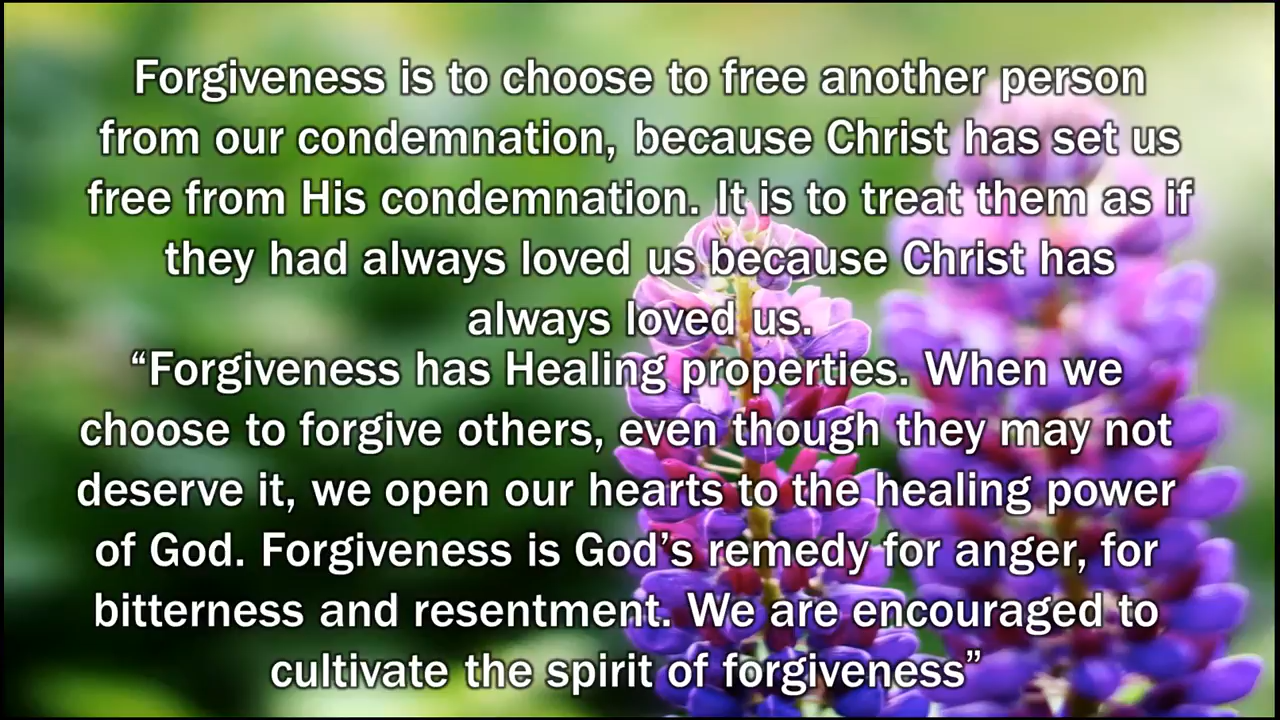 Forgiveness is to choose to free another person
from our condemnation, because Christ has set us
free from His condemnation. It is to treat them as if
they had always loved us because Christ has
always loved us.
“Forgiveness has Healing properties. When we
choose to forgive others, even though they may not
deserve it, we open our hearts to the healing power
of God. Forgiveness is God’s remedy for anger, for
bitterness and resentment. We are encouraged to
cultivate the spirit of forgiveness”